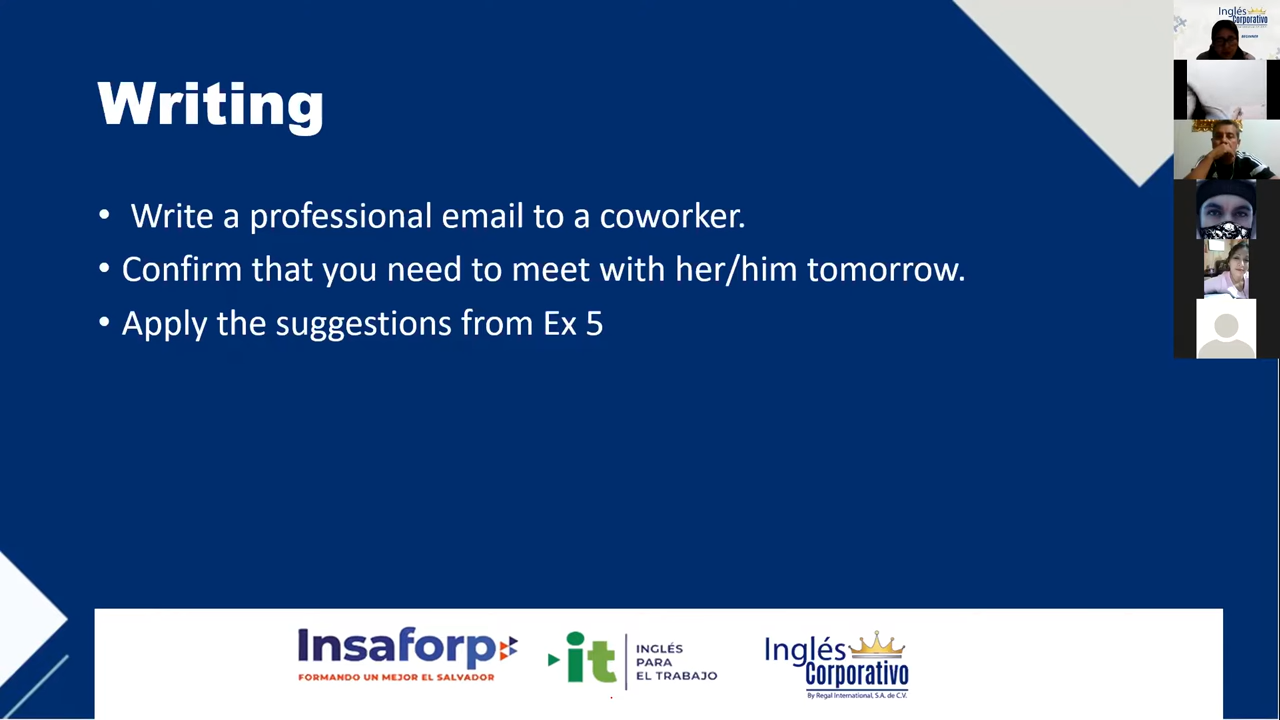 Writing
• Write a professional email to a coworker.
• Confirm that you need to meet with her/him tomorrow.
• Apply the suggestions from Ex 5
Insaforp
FORMANDO UN MEJOR EL SALVADOR
it
INGLÉS
PARA
EL TRABAJO
Inglés
Corporativo
By Regal International, S.A. de C.V.
Inglés
Corporativo
BEGINNER